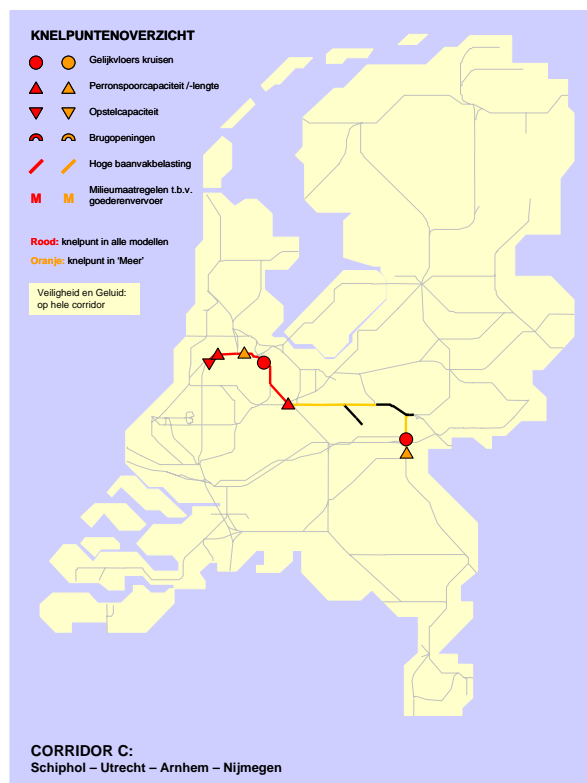 KNELPUNTENOVERZICHT
Gelijkvloers kruisen
Perronspoorcapaciteit /-lengte
Opstelcapaciteit
Brugopeningen
Hoge baanvakbelasting
M M Milieumaatregelen t.b.v.
goederenvervoer
Rood: knelpunt in alle modellen
Oranje: knelpunt in 'Meer'
Veiligheid en Geluid:
op hele corridor
CORRIDOR C:
Schiphol – Utrecht – Arnhem – Nijmegen